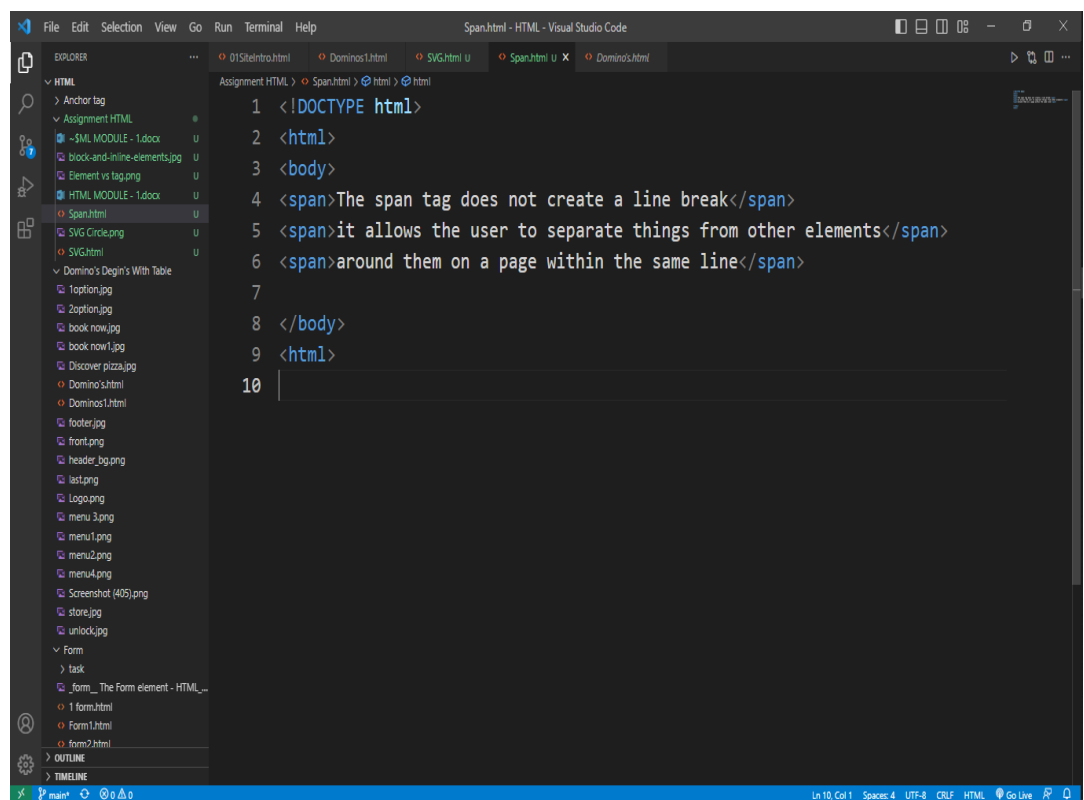 File Edit Selection View Go Run Terminal Help
Span.html - HTML - Visual Studio Code
EXPLORER
HTML
Anchor tag
Assignment HTML
~$ML MODULE - 1.docx U
block-and-inline-elements.jpg U
Element vs tag.png U
HTML MODULE - 1.docx U
Span.html U
SVG Circle.png U
SVG.html U
Domino's Degin's With Table
1option.jpg
2option.jpg
book now.jpg
book now1.jpg
Discover pizza.jpg
Domino's.html
Dominos1.html
footer.jpg
front.png
header_bg.png
last.png
Logo.png
menu 3.png
menu1.png
menu2.png
menu4.png
Screenshot (405).png
store.jpg
unlock.jpg
Form
task
_form_ The Form element - HTML_...
1 form.html
Form1.html
form2.html
OUTLINE
TIMELINE
7
01SiteIntro.html Dominos1.html SVG.html U Span.html U X Domino's.html
Assignment HTML > Span.html > html > html
1 <!DOCTYPE html>
2 <html>
3 <body>
4 <span>The span tag does not create a line break</span>
5 <span>it allows the user to separate things from other elements</span>
6 <span>around them on a page within the same line</span>
7
8 </body>
9 <html>
10
main* 0 0
Ln 10, Col 1 Spaces: 4 UTF-8 CRLF HTML Go Live